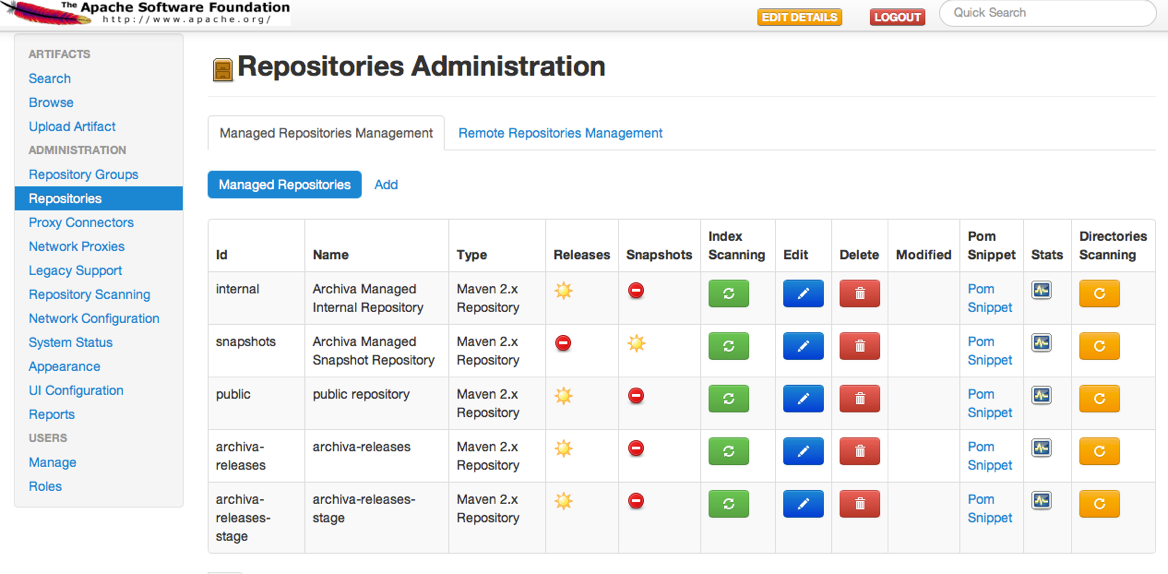 The Apache Software Foundation
http://www.apache.org/
EDIT DETAILS
LOGOUT
Quick Search
ARTIFACTS
Search
Browse
Upload Artifact
ADMINISTRATION
Repository Groups
Repositories
Proxy Connectors
Network Proxies
Legacy Support
Repository Scanning
Network Configuration
System Status
Appearance
UI Configuration
Reports
USERS
Manage
Roles
Repositories Administration
Managed Repositories Management
Remote Repositories Management
Managed Repositories
Add
Id
Name
Type
Releases
Snapshots
Index
Scanning
Edit
Delete
Modified
Pom
Snippet
Stats
Directories
Scanning
internal
Archiva Managed
Internal Repository
Maven 2.x
Repository
Pom
Snippet
snapshots
Archiva Managed
Snapshot Repository
Maven 2.x
Repository
Pom
Snippet
public
public repository
Maven 2.x
Repository
Pom
Snippet
archiva-
releases
archiva-releases
Maven 2.x
Repository
Pom
Snippet
archiva-
releases-
stage
archiva-releases-
stage
Maven 2.x
Repository
Pom
Snippet